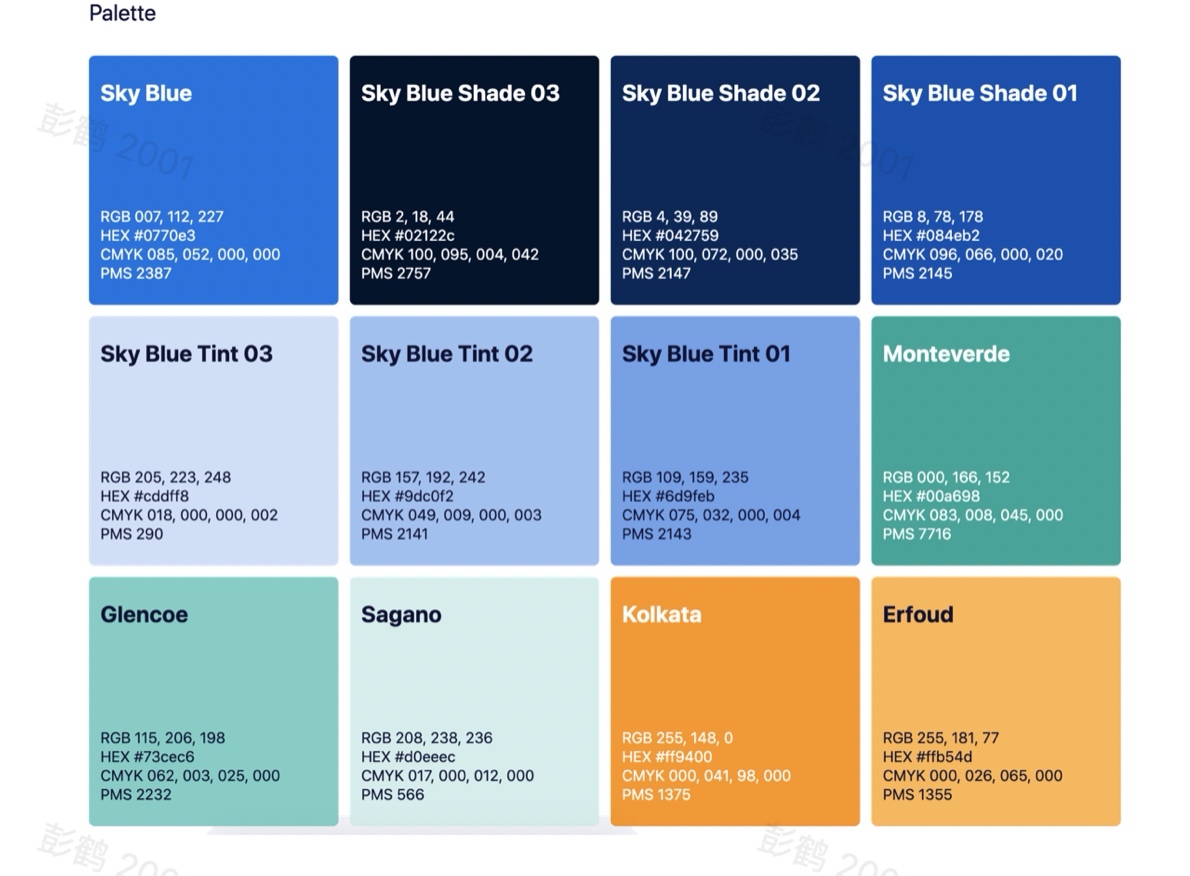 Palette
Sky Blue
RGB 007, 112, 227
HEX #0770e3
CMYK 085, 052, 000, 000
PMS 2387
Sky Blue Shade 03
RGB 2, 18, 44
HEX #02122c
CMYK 100, 095, 004, 042
PMS 2757
Sky Blue Shade 02
RGB 4, 39, 89
HEX #042759
CMYK 100, 072, 000, 035
PMS 2147
Sky Blue Shade 01
RGB 8, 78, 178
HEX #084eb2
CMYK 096, 066, 000, 020
PMS 2145
彭鹤 2001
彭鹤 2001
Sky Blue Tint 03
RGB 205, 223, 248
HEX #cddff8
CMYK 018, 000, 000, 002
PMS 290
Sky Blue Tint 02
RGB 157, 192, 242
HEX #9dc0f2
CMYK 049, 009, 000, 003
PMS 2141
Sky Blue Tint 01
RGB 109, 159, 235
HEX #6d9feb
CMYK 075, 032, 000, 004
PMS 2143
Monteverde
RGB 000, 166, 152
HEX #00a698
CMYK 083, 008, 045, 000
PMS 7716
Glencoe
RGB 115, 206, 198
HEX #73cec6
CMYK 062, 003, 025, 000
PMS 2232
Sagano
RGB 208, 238, 236
HEX #d0eeec
CMYK 017, 000, 012, 000
PMS 566
Kolkata
RGB 255, 148, 0
HEX #ff9400
CMYK 000, 041, 98, 000
PMS 1375
Erfoud
RGB 255, 181, 77
HEX #ffb54d
CMYK 000, 026, 065, 000
PMS 1355
彭鹤 200
彭鹤 200